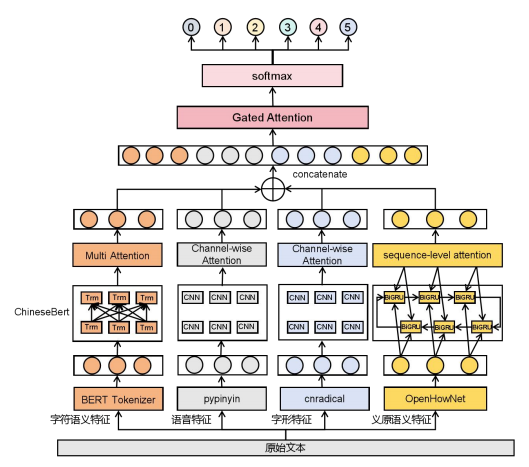 0 1 2 3 4 5
softmax
Gated Attention
concatenate
Multi Attention
Channel-wise Attention
Channel-wise Attention
sequence-level attention
ChineseBert
Trm Trm Trm
CNN CNN CNN
CNN CNN CNN
BiGRU BiGRU BiGRU
Trm Trm Trm
CNN CNN CNN
CNN CNN CNN
BiGRU BiGRU BiGRU
BERT Tokenizer
pypinyin
cnradical
OpenHowNet
字符语义特征
语音特征
字形特征
义原语义特征
原始文本